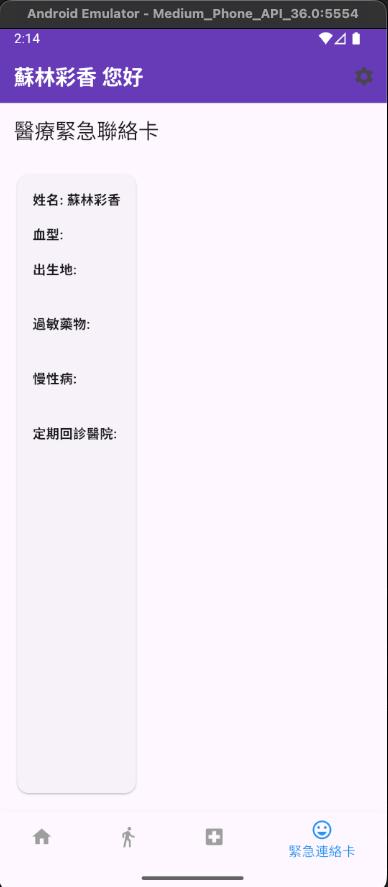 Android Emulator - Medium_Phone_API_36.0:5554
2:14
蘇林彩香 您好
醫療緊急聯絡卡
姓名: 蘇林彩香
血型:
出生地:
過敏藥物:
慢性病:
定期回診醫院:
緊急連絡卡